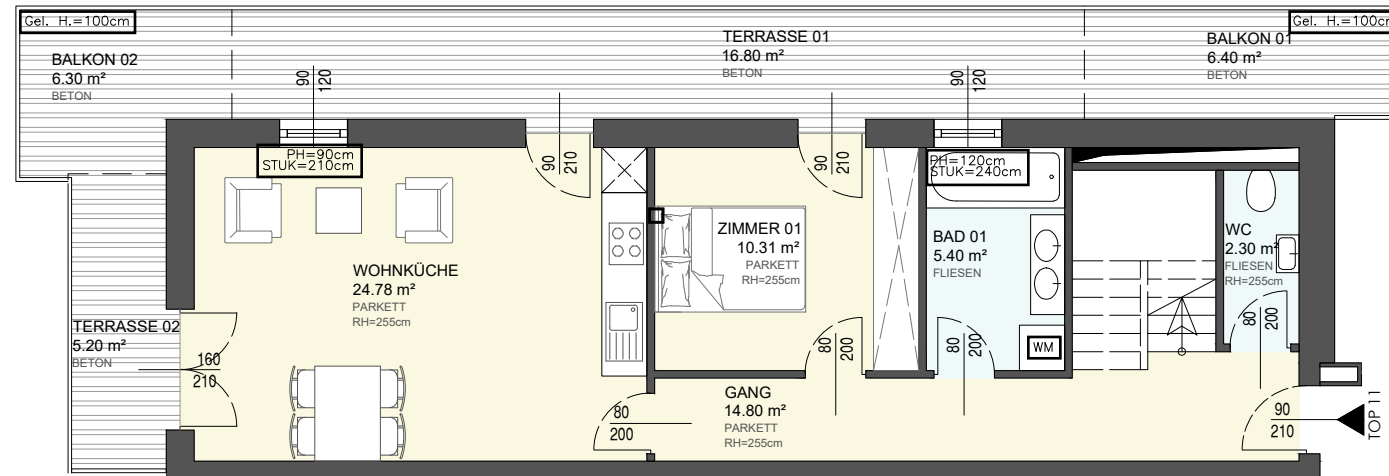 Gel. H.=100cm
BALKON 02
6.30 m²
BETON
90
120
TERRASSE 01
16.80 m²
BETON
90
120
BALKON 01
6.40 m²
BETON
Gel. H.=100cm
PH=90cm
STUK=210cm
90
210
90
210
PH=120cm
STUK=240cm
WOHNKÜCHE
24.78 m²
PARKETT
RH=255cm
ZIMMER 01
10.31 m²
PARKETT
RH=255cm
BAD 01
5.40 m²
FLIESEN
WC
2.30 m²
FLIESEN
RH=255cm
TERRASSE 02
5.20 m²
BETON
160
210
80
200
80
200
WM
80
200
80
200
GANG
14.80 m²
PARKETT
RH=255cm
90
210
TOP 11